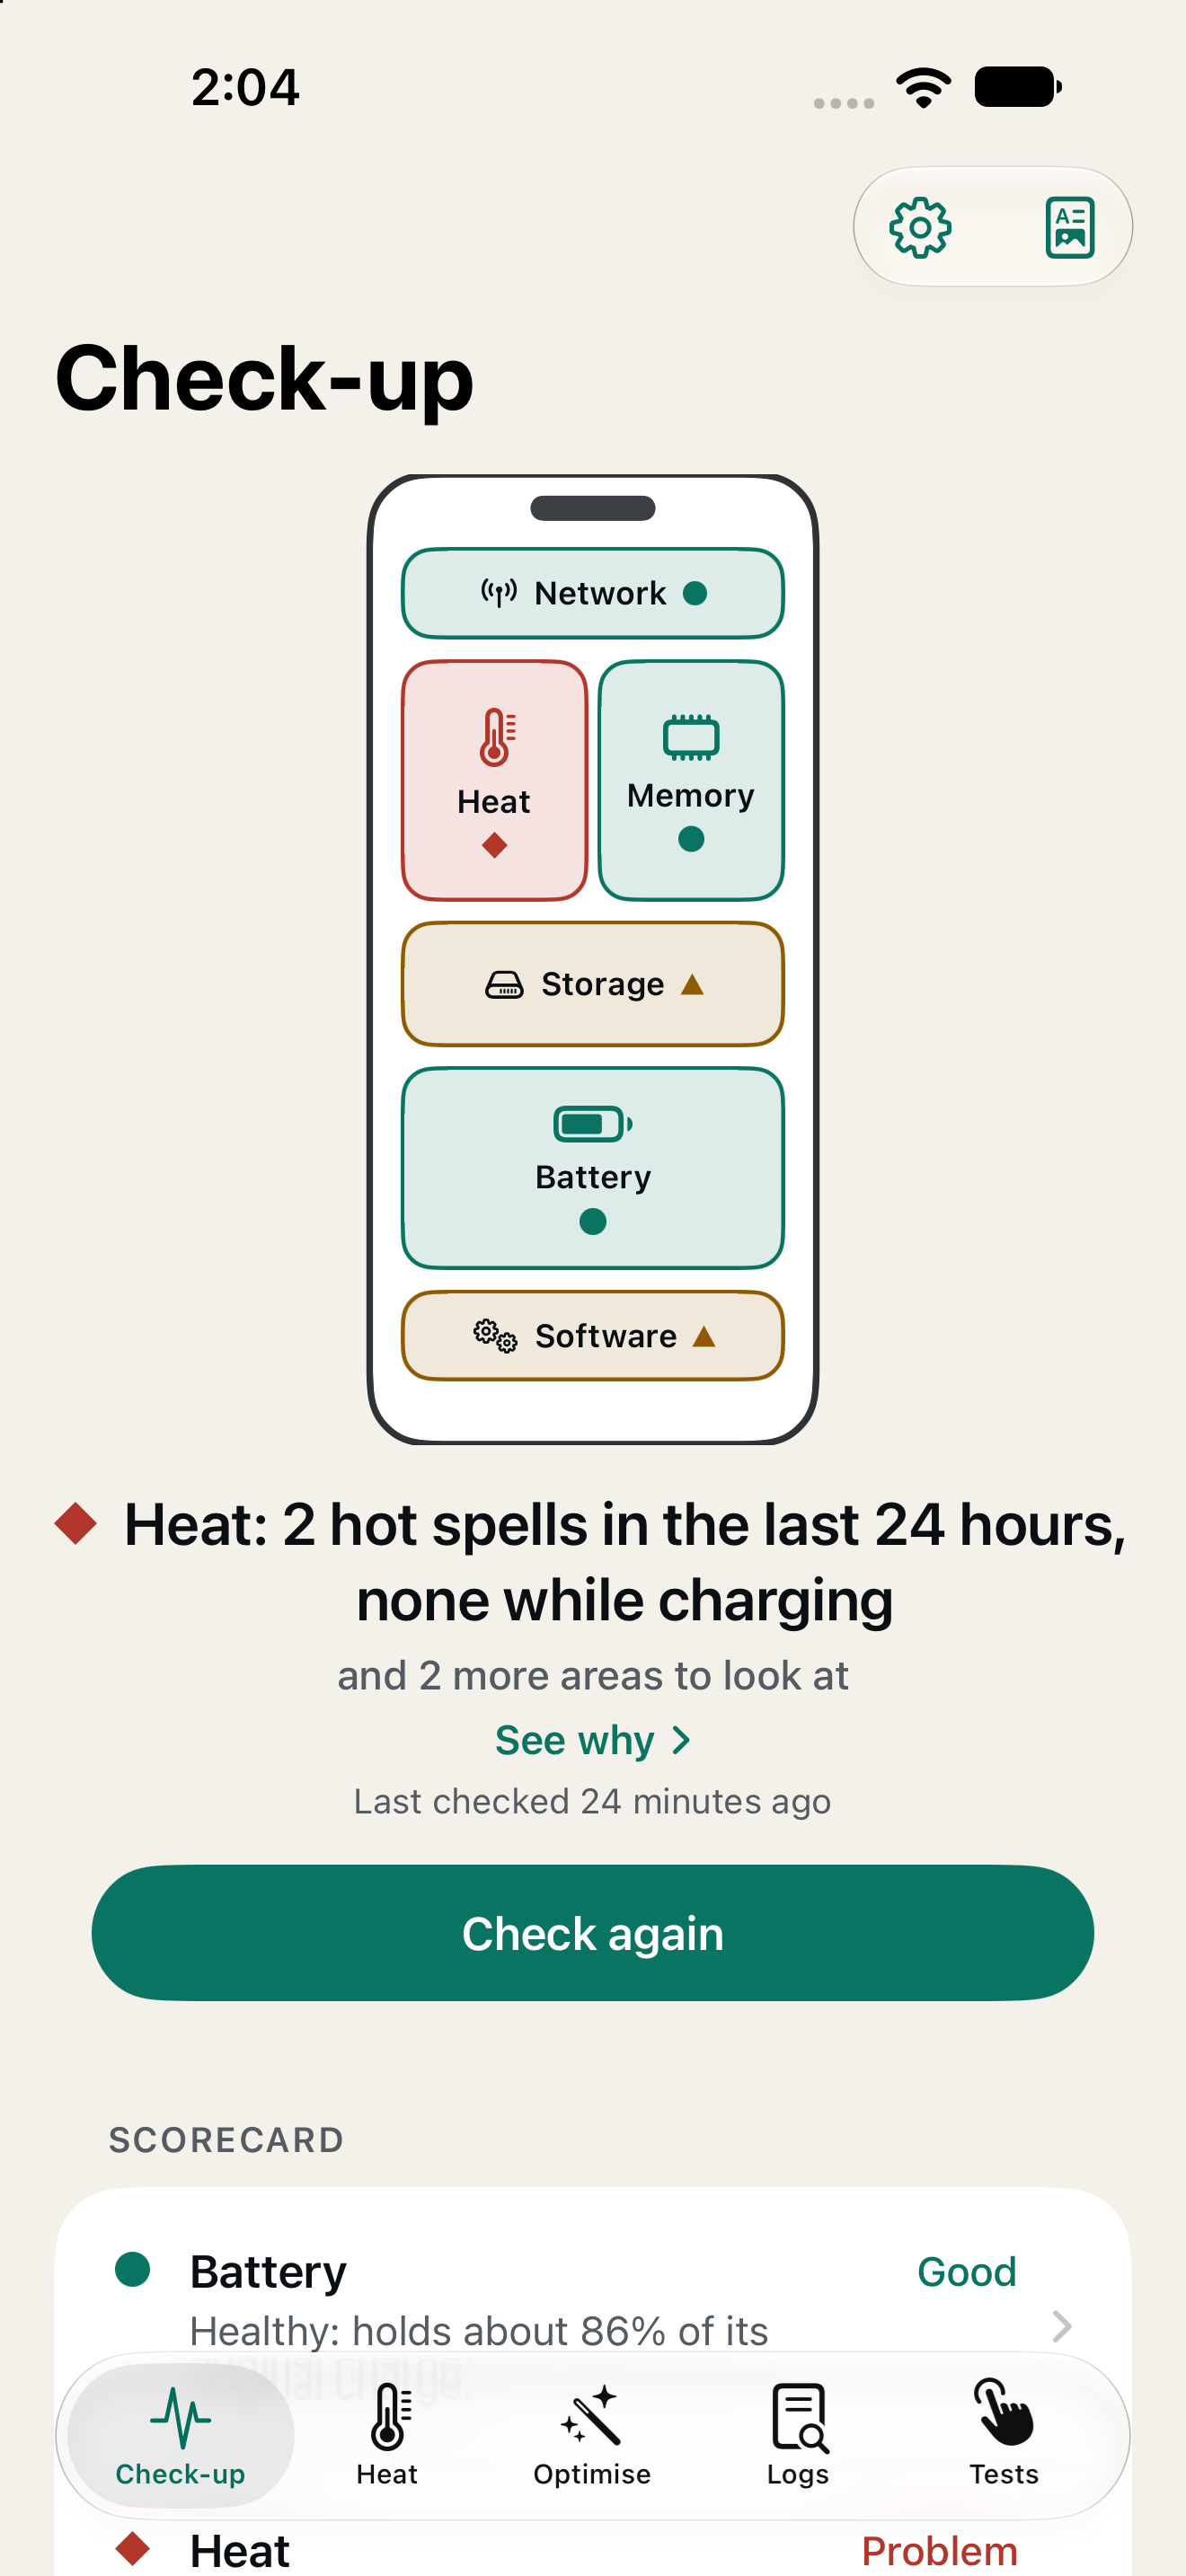 2:04
Check-up
Network
Heat
Memory
Storage
Battery
Software
Heat: 2 hot spells in the last 24 hours,
none while charging
and 2 more areas to look at
See why
Last checked 24 minutes ago
Check again
SCORECARD
Battery
Good
Healthy: holds about 86% of its
Check-up
Heat
Optimise
Logs
Tests
Heat
Problem